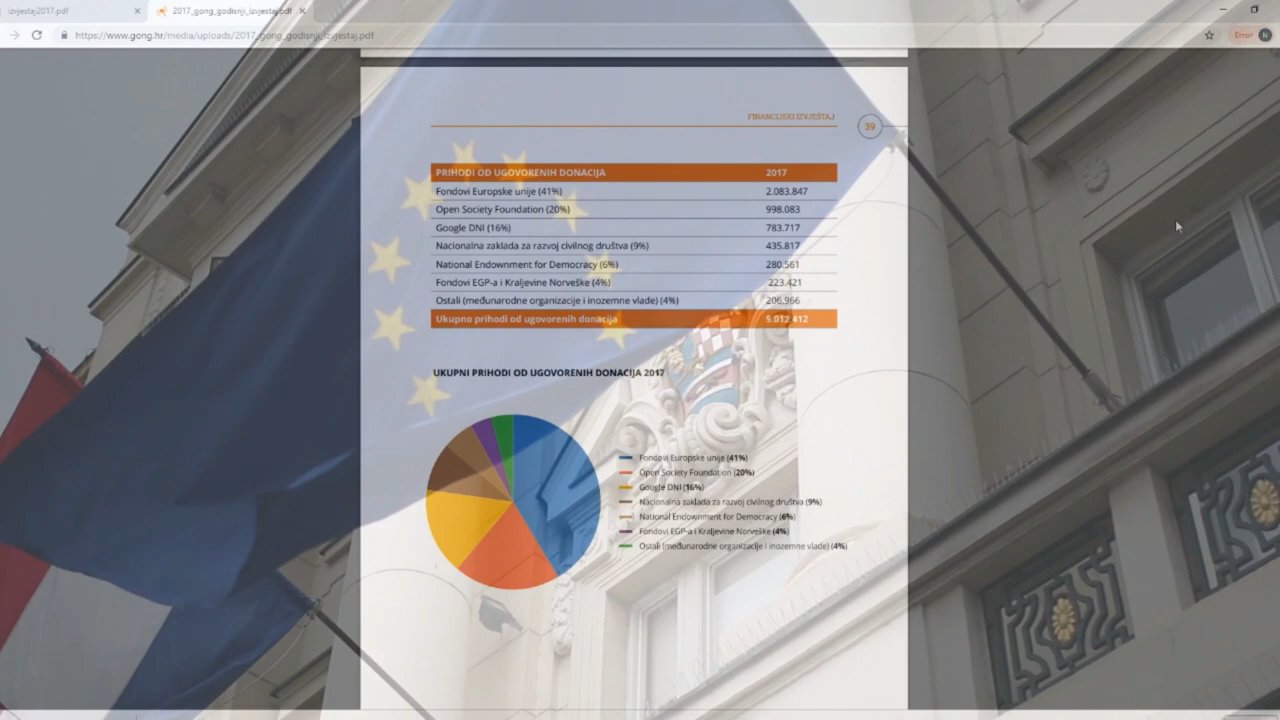 izvjestaj2017.pdf
2017_gong_godisnji_izvjestaj.pdf
https://www.gong.hr/media/uploads/2017_gong_godisnji_izvjestaj.pdf
Error N
FINANCIJSKI IZVJEŠTAJ 39
PRIHODI OD UGOVORENIH DONACIJA 2017
Fondovi Europske unije (41%) 2.083.847
Open Society Foundation (20%) 998.083
Google DNI (16%) 783.717
Nacionalna zaklada za razvoj civilnog društva (9%) 435.817
National Endownment for Democracy (6%) 280.561
Fondovi EGP-a i Kraljevine Norveške (4%) 223.421
Ostali (međunarodne organizacije i inozemne vlade) (4%) 206.966
Ukupno prihodi od ugovorenih donacija 5.012.412
UKUPNI PRIHODI OD UGOVORENIH DONACIJA 2017
Fondovi Europske unije (41%)
Open Society Foundation (20%)
Google DNI (16%)
Nacionalna zaklada za razvoj civilnog društva (9%)
National Endownment for Democracy (6%)
Fondovi EGP-a i Kraljevine Norveške (4%)
Ostali (međunarodne organizacije i inozemne vlade) (4%)